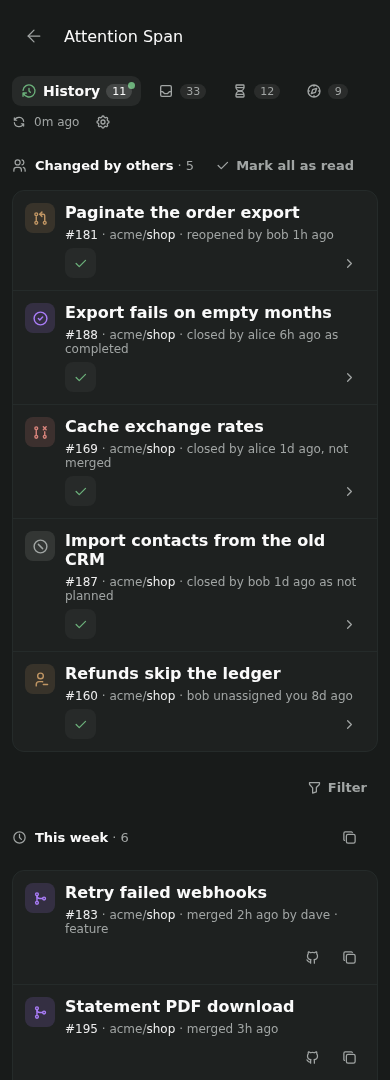 Attention Span
History 11 33 12 9
0m ago
Changed by others · 5 Mark all as read
Paginate the order export
#181 · acme/shop · reopened by bob 1h ago
Export fails on empty months
#188 · acme/shop · closed by alice 6h ago as
completed
Cache exchange rates
#169 · acme/shop · closed by alice 1d ago, not
merged
Import contacts from the old
CRM
#187 · acme/shop · closed by bob 1d ago as not
planned
Refunds skip the ledger
#160 · acme/shop · bob unassigned you 8d ago
Filter
This week · 6
Retry failed webhooks
#183 · acme/shop · merged 2h ago by dave ·
feature
Statement PDF download
#195 · acme/shop · merged 3h ago